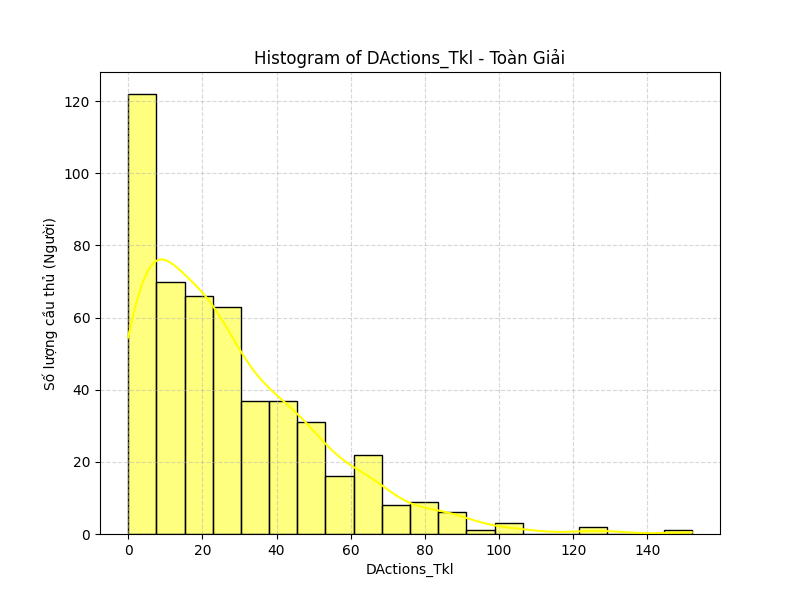 Histogram of DActions_Tkl - Toàn Giải
Số lượng cầu thủ (Người)
120
100
80
60
40
20
0
0 20 40 60 80 100 120 140
DActions_Tkl